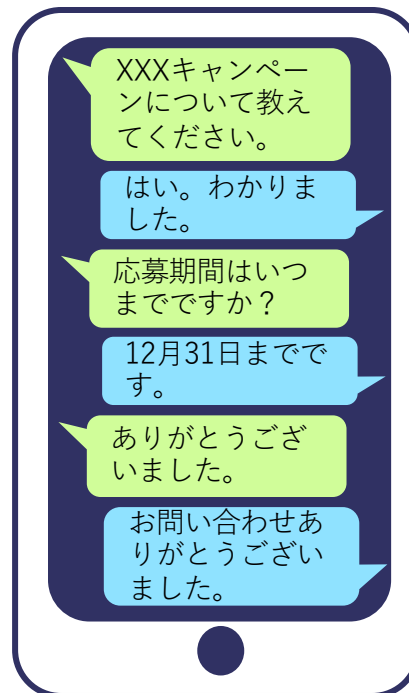 XXXキャンペー
ンについて教え
てください。
はい。わかりま
した。
応募期間はいつ
までですか？
12月31日までで
す。
ありがとうござ
いました。
お問い合わせあ
りがとうござい
ました。